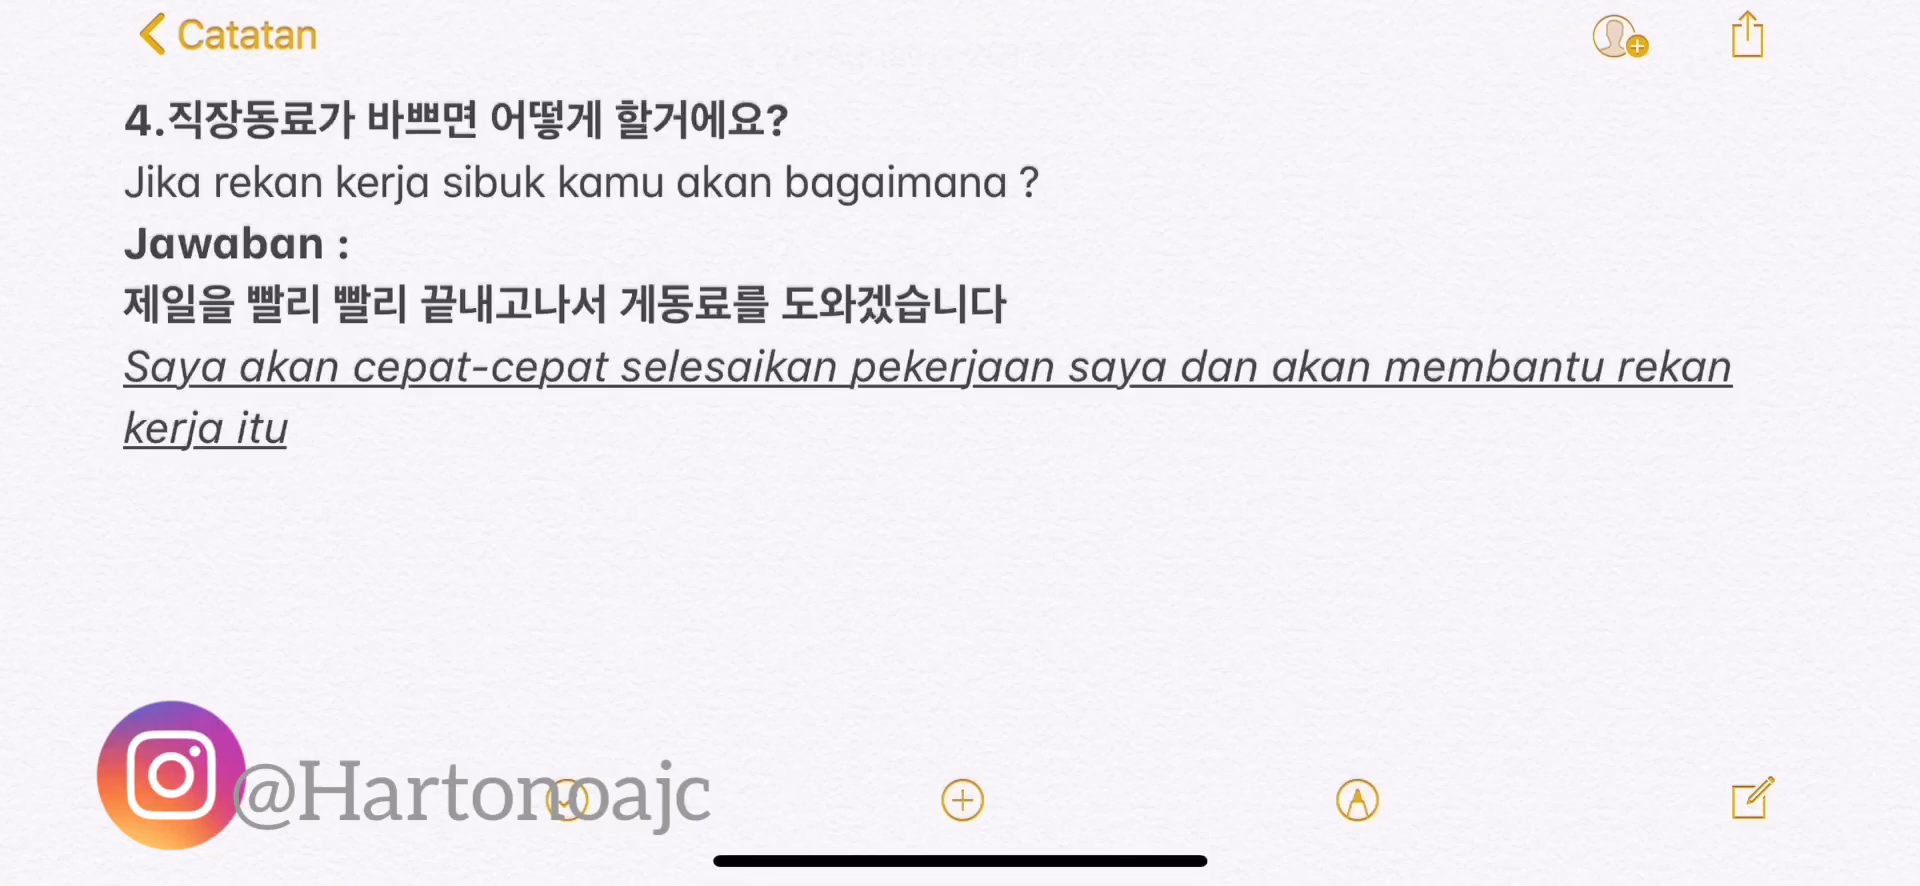 Catatan
4.직장동료가 바쁘면 어떻게 할거에요?
Jika rekan kerja sibuk kamu akan bagaimana ?
Jawaban :
제일을 빨리 빨리 끝내고나서 게동료를 도와겠습니다
Saya akan cepat-cepat selesaikan pekerjaan saya dan akan membantu rekan
kerja itu
@Hartonoajc